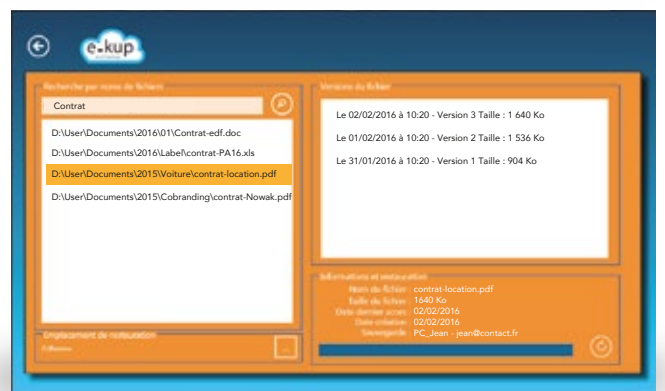 e-kup
Recherche par noms de fichiers
Contrat
D:\User\Documents\2016\01\Contrat-edf.doc
D:\User\Documents\2016\Label\contrat-PA16.xls
D:\User\Documents\2015\Voiture\contrat-location.pdf
D:\User\Documents\2015\Cobranding\contrat-Nowak.pdf
Emplacement de restauration
...
Versions du fichier
Le 02/02/2016 à 10:20 - Version 3 Taille : 1 640 Ko
Le 01/02/2016 à 10:20 - Version 2 Taille : 1 536 Ko
Le 31/01/2016 à 10:20 - Version 1 Taille : 904 Ko
Informations et restauration
Nom du fichier : contrat-location.pdf
Taille du fichier : 1640 Ko
Date dernier accès : 02/02/2016
Date création : 02/02/2016
Sauvegarde : PC_Jean - jean@contact.fr